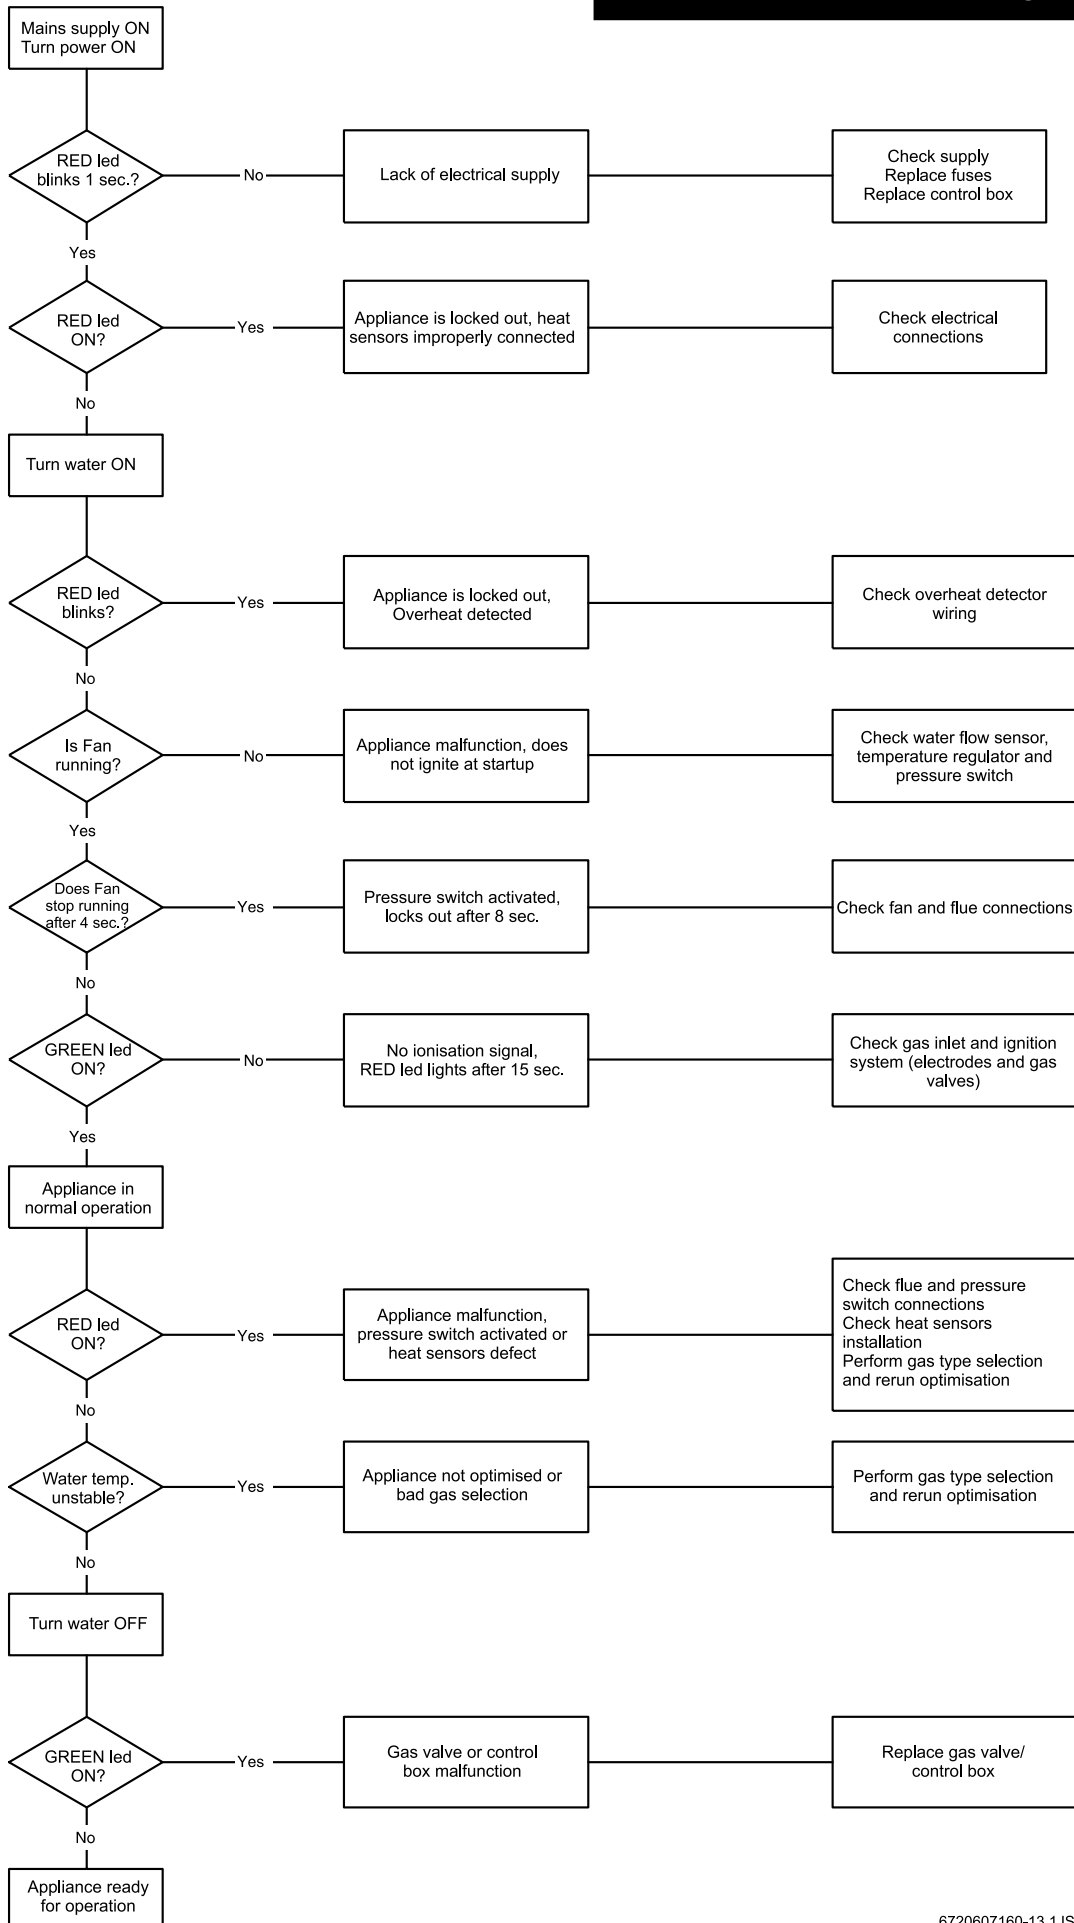 Mains supply ON
Turn power ON
RED led
blinks 1 sec.?
No
Lack of electrical supply
Check supply
Replace fuses
Replace control box
Yes
RED led
ON?
Yes
Appliance is locked out, heat
sensors improperly connected
Check electrical
connections
No
Turn water ON
RED led
blinks?
Yes
Appliance is locked out,
Overheat detected
Check overheat detector
wiring
No
Is Fan
running?
No
Appliance malfunction, does
not ignite at startup
Check water flow sensor,
temperature regulator and
pressure switch
Yes
Does Fan
stop running
after 4 sec.?
Yes
Pressure switch activated,
locks out after 8 sec.
Check fan and flue connections
No
GREEN led
ON?
No
No ionisation signal,
RED led lights after 15 sec.
Check gas inlet and ignition
system (electrodes and gas
valves)
Yes
Appliance in
normal operation
RED led
ON?
Yes
Appliance malfunction,
pressure switch activated or
heat sensors defect
Check flue and pressure
switch connections
Check heat sensors
installation
Perform gas type selection
and rerun optimisation
No
Water temp.
unstable?
Yes
Appliance not optimised or
bad gas selection
Perform gas type selection
and rerun optimisation
No
Turn water OFF
GREEN led
ON?
Yes
Gas valve or control
box malfunction
Replace gas valve/
control box
No
Appliance ready
for operation
6720607160-13.1JS